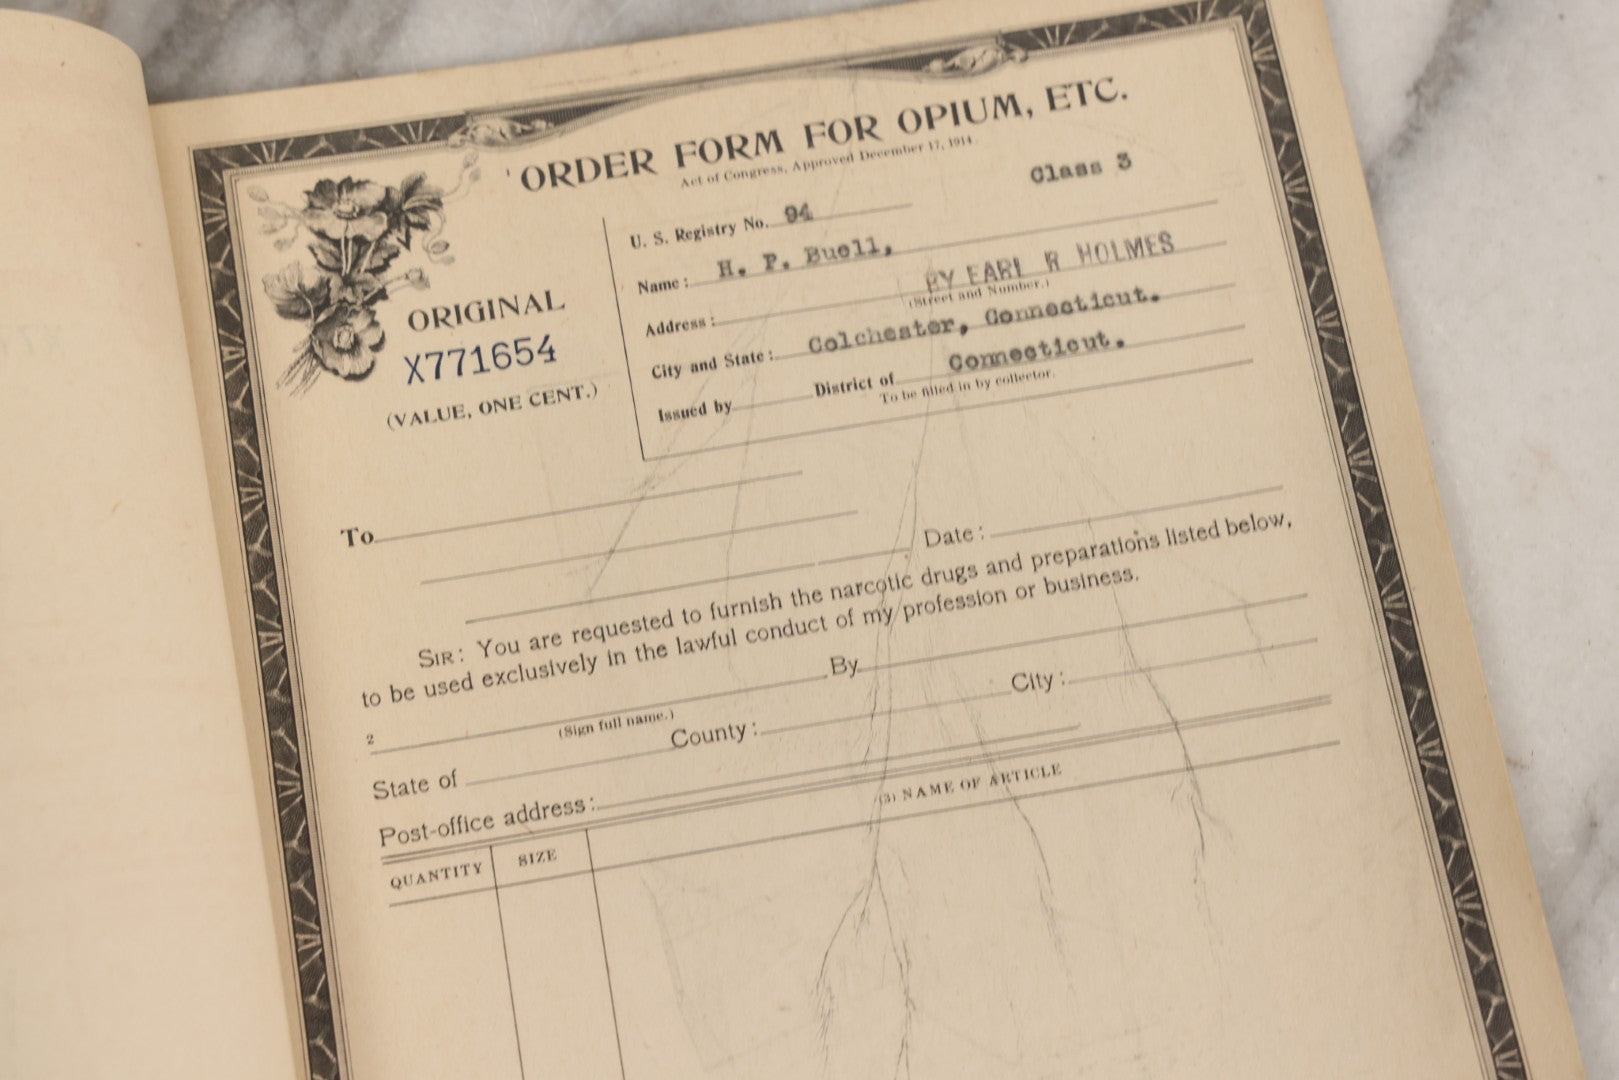 ORDER FORM FOR OPIUM, ETC.
Act of Congress, Approved December 17, 1914.
Class 3
U. S. Registry No. 94
Name: H. P. Buell,
BY EARL R HOLMES
Address:
(Street and Number.)
City and State: Colchester, Connecticut.
Issued by District of Connecticut.
To be filled in by collector.
ORIGINAL
X771654
(VALUE, ONE CENT.)
To
Date:
SIR: You are requested to furnish the narcotic drugs and preparations listed below,
to be used exclusively in the lawful conduct of my profession or business.
2 By
(Sign full name.)
State of County: City:
Post-office address:
QUANTITY SIZE (3) NAME OF ARTICLE